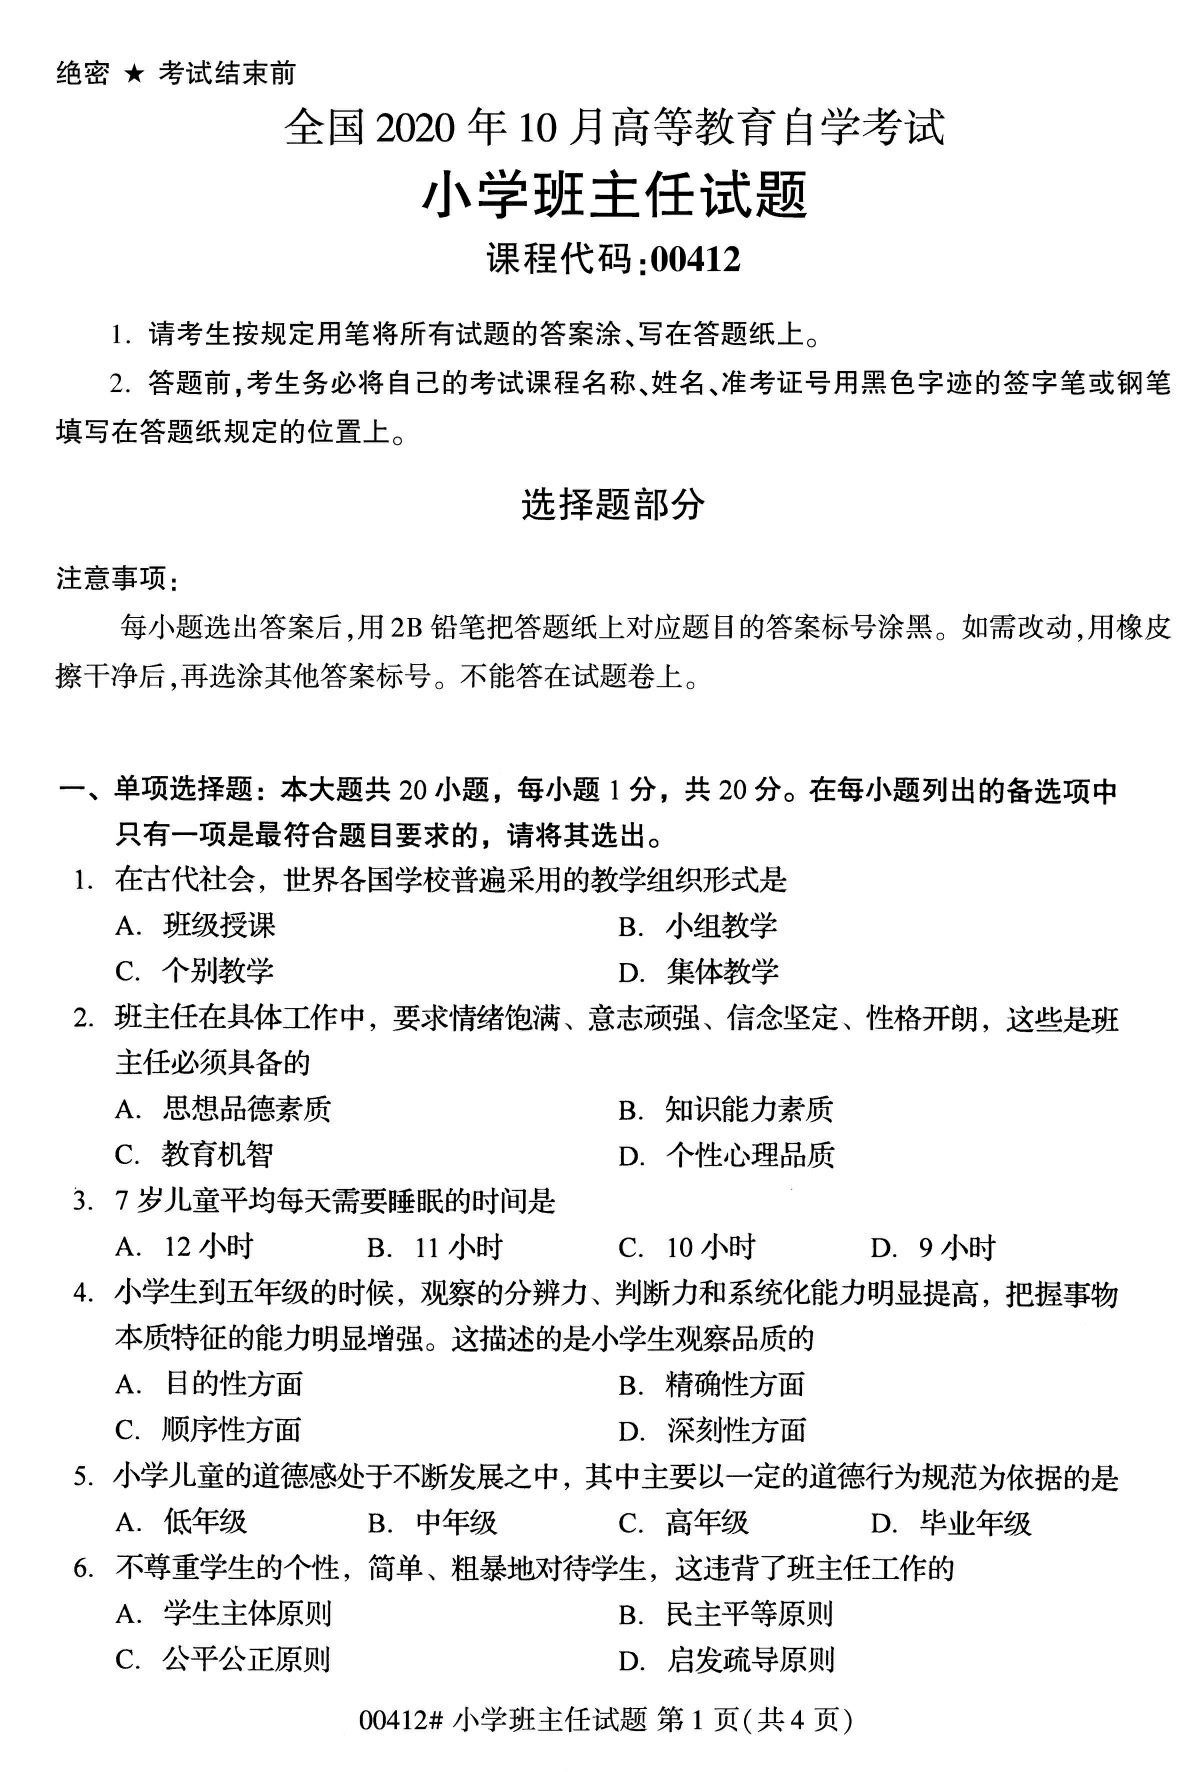 绝密 ★ 考试结束前
全国 2020 年 10 月高等教育自学考试
小学班主任试题
课程代码:00412
1. 请考生按规定用笔将所有试题的答案涂、写在答题纸上。
2. 答题前,考生务必将自己的考试课程名称、姓名、准考证号用黑色字迹的签字笔或钢笔
填写在答题纸规定的位置上。
选择题部分
注意事项:
每小题选出答案后,用 2B 铅笔把答题纸上对应题目的答案标号涂黑。如需改动,用橡皮
擦干净后,再选涂其他答案标号。不能答在试题卷上。
一、单项选择题：本大题共 20 小题，每小题 1 分，共 20 分。在每小题列出的备选项中
只有一项是最符合题目要求的，请将其选出。
1. 在古代社会，世界各国学校普遍采用的教学组织形式是
A. 班级授课 B. 小组教学
C. 个别教学 D. 集体教学
2. 班主任在具体工作中，要求情绪饱满、意志顽强、信念坚定、性格开朗，这些是班
主任必须具备的
A. 思想品德素质 B. 知识能力素质
C. 教育机智 D. 个性心理品质
3. 7 岁儿童平均每天需要睡眠的时间是
A. 12 小时 B. 11 小时 C. 10 小时 D. 9 小时
4. 小学生到五年级的时候，观察的分辨力、判断力和系统化能力明显提高，把握事物
本质特征的能力明显增强。这描述的是小学生观察品质的
A. 目的性方面 B. 精确性方面
C. 顺序性方面 D. 深刻性方面
5. 小学儿童的道德感处于不断发展之中，其中主要以一定的道德行为规范为依据的是
A. 低年级 B. 中年级 C. 高年级 D. 毕业年级
6. 不尊重学生的个性，简单、粗暴地对待学生，这违背了班主任工作的
A. 学生主体原则 B. 民主平等原则
C. 公平公正原则 D. 启发疏导原则
00412# 小学班主任试题 第 1 页(共 4 页)